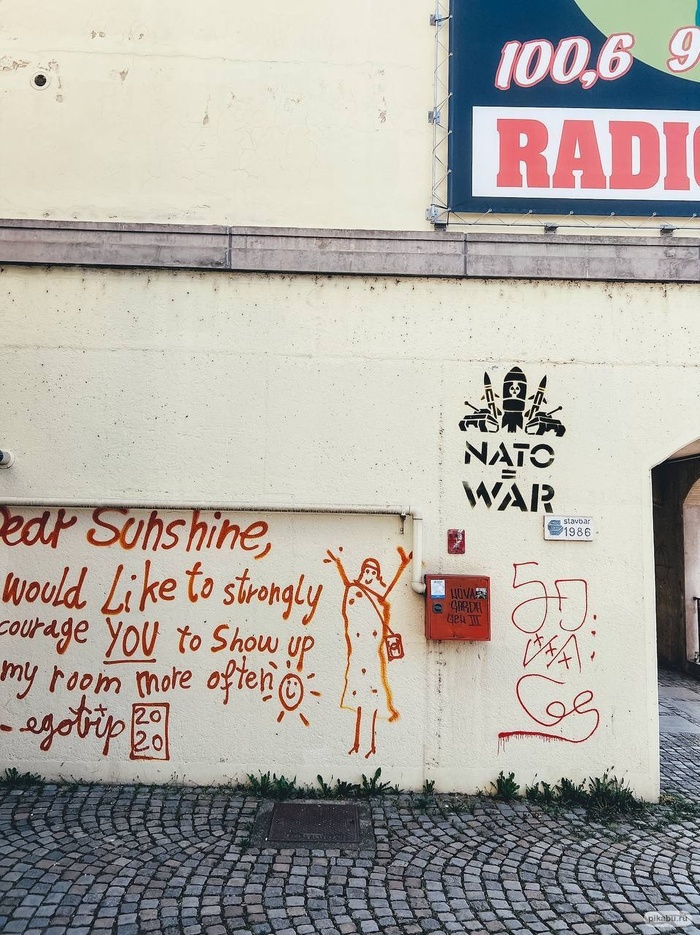 100,6 9
RADIO
NATO
=
WAR
stavbar
1986
Dear Sunshine,
would Like to strongly
courage YOU to Show up
my room more often
- egotrip 20
20
pikabu.ru